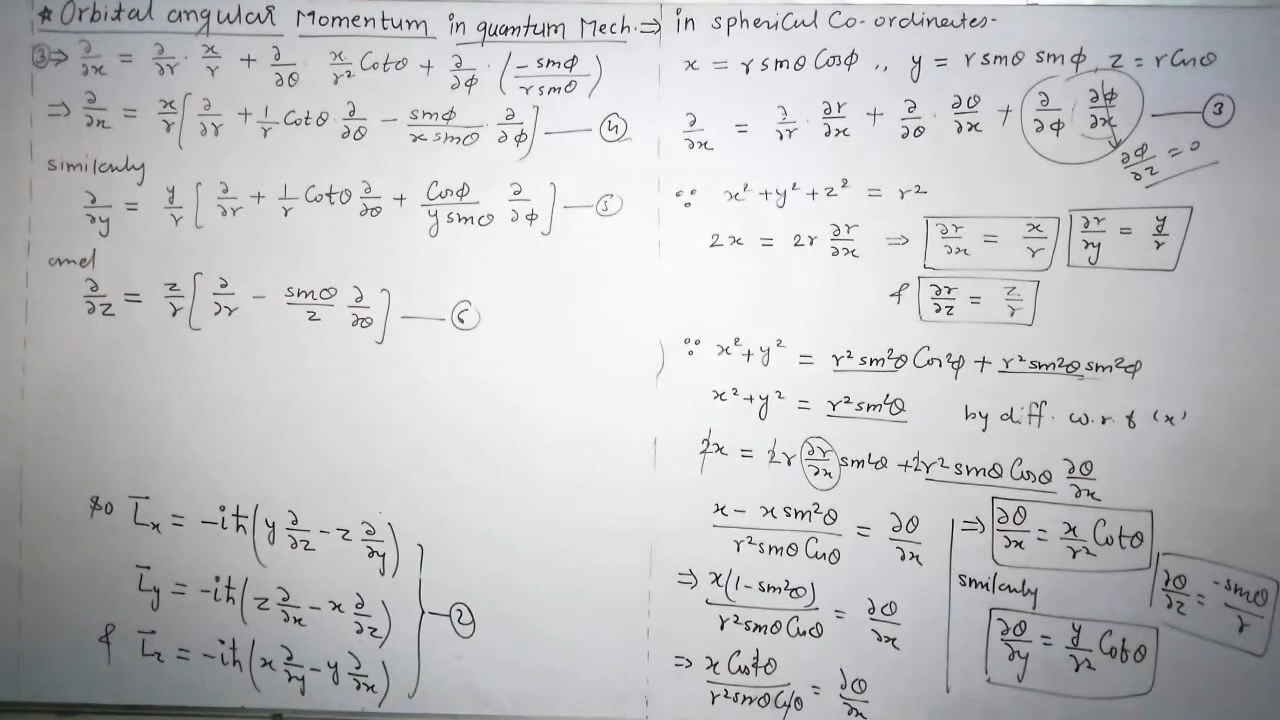 * Orbital angular Momentum in quantum Mech. ⇒ in spherical Co-ordinates-
③⇒ ∂/∂x = ∂/∂r · x/r + ∂/∂θ · x/r² Cotθ + ∂/∂φ · (-sinφ/r sinθ)
⇒ ∂/∂x = x/r [∂/∂r + 1/r Cotθ · ∂/∂θ - sinφ/x sinθ · ∂/∂φ] — ④
similarly
∂/∂y = y/r [∂/∂r + 1/r Cotθ ∂/∂θ + Cosφ/y sinθ ∂/∂φ] — ⑤
and
∂/∂z = z/r [∂/∂r - sinθ/z ∂/∂θ] — ⑥
so L̄x = -iħ(y ∂/∂z - z ∂/∂y)
L̄y = -iħ(z ∂/∂x - x ∂/∂z) — ②
& L̄z = -iħ(x ∂/∂y - y ∂/∂x)
x = r sinθ Cosφ ,, y = r sinθ sinφ, z = r Cosθ
∂/∂x = ∂/∂r · ∂r/∂x + ∂/∂θ · ∂θ/∂x + ∂/∂φ · ∂φ/∂x — ③
∂φ/∂z = 0
∵ x² + y² + z² = r²
2x = 2r ∂r/∂x ⇒ ∂r/∂x = x/r ∂r/∂y = y/r
& ∂r/∂z = z/r
∵ x² + y² = r² sin²θ Cos²φ + r² sin²θ sin²φ
x² + y² = r² sin²θ by diff. w.r.t (x)
2x = 2r ∂r/∂x sin²θ + 2r² sinθ Cosθ ∂θ/∂x
x - x sin²θ/r² sinθ Cosθ = ∂θ/∂x ⇒ ∂θ/∂x = x/r² Cotθ
⇒ x(1 - sin²θ)/r² sinθ Cosθ = ∂θ/∂x
similarly ∂θ/∂z = -sinθ/r
∂θ/∂y = y/r² Cotθ
⇒ x Cos²θ/r² sinθ Cosθ = ∂θ/∂x